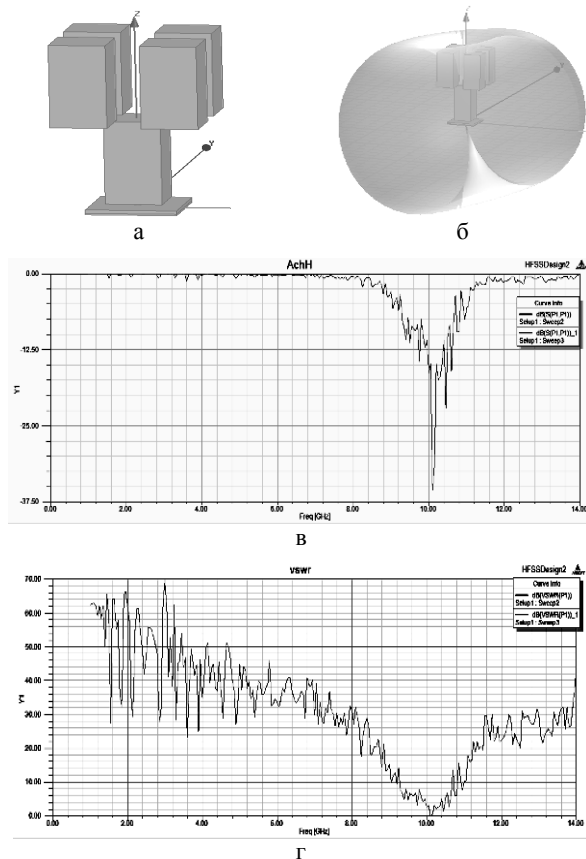 z
Y
z
Y
а
б
AchH
HFSSDesign2
Curve Info
dB(S(P1,P1))
Setup1 : Sweep2
dB(S(P1,P1))_1
Setup1 : Sweep3
0.00
-12.50
-25.00
-37.50
Y1
0.00 2.00 4.00 6.00 8.00 10.00 12.00 14.00
Freq [GHz]
в
vswr
HFSSDesign2
Curve Info
dB(VSWR(P1))
Setup1 : Sweep2
dB(VSWR(P1))_1
Setup1 : Sweep3
70.00
60.00
50.00
40.00
30.00
20.00
10.00
0.00
Y1
0.00 2.00 4.00 6.00 8.00 10.00 12.00 14.00
Freq [GHz]
г